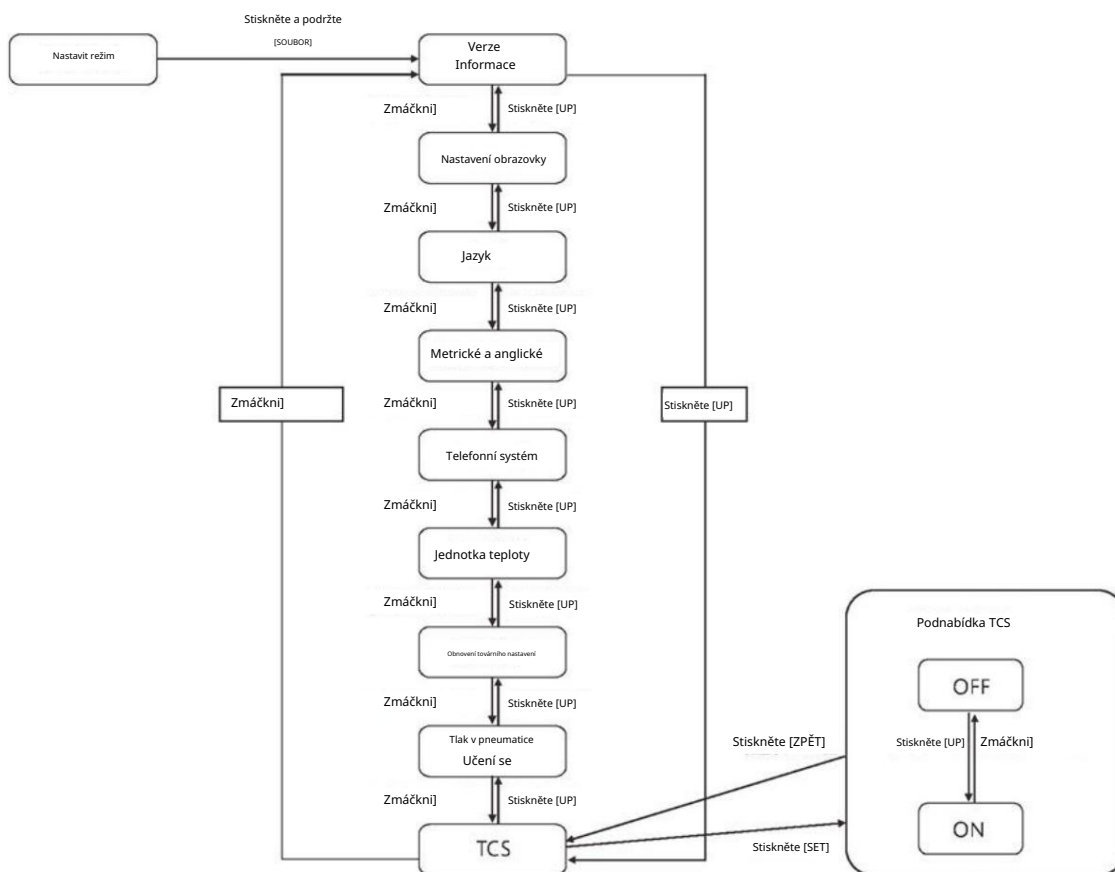 Stiskněte a podržte
[SOUBOR]
Nastavit režim
Verze
Informace
Zmáčkni]
Stiskněte [UP]
Nastavení obrazovky
Zmáčkni]
Stiskněte [UP]
Jazyk
Zmáčkni]
Stiskněte [UP]
Metrické a anglické
Zmáčkni]
Zmáčkni]
Stiskněte [UP]
Stiskněte [UP]
Telefonní systém
Zmáčkni]
Stiskněte [UP]
Jednotka teploty
Zmáčkni]
Stiskněte [UP]
Obnovení továrního nastavení
Zmáčkni]
Stiskněte [UP]
Tlak v pneumatice
Učení se
Zmáčkni]
Stiskněte [UP]
TCS
Stiskněte [ZPĚT]
Stiskněte [SET]
Podnabídka TCS
OFF
Stiskněte [UP]
Zmáčkni]
ON